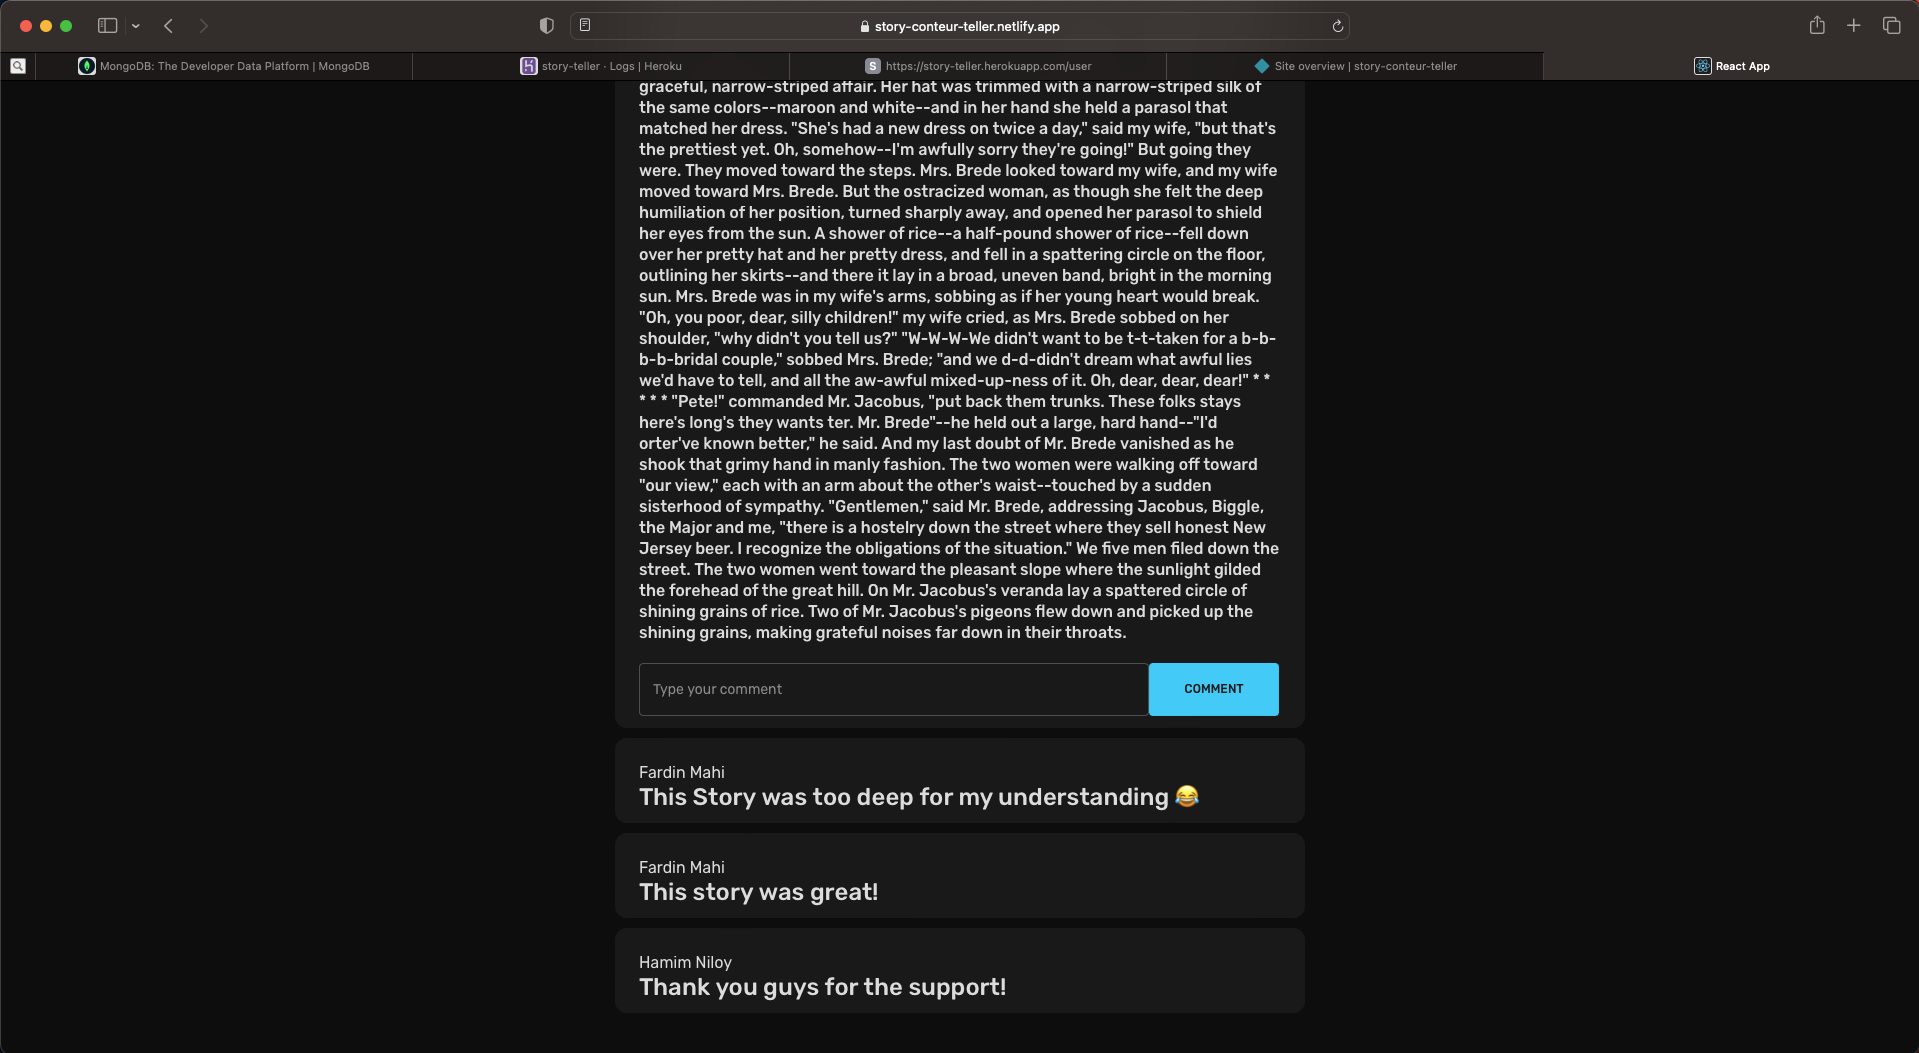 story-conteur-teller.netlify.app
MongoDB: The Developer Data Platform | MongoDB
story-teller · Logs | Heroku
S https://story-teller.herokuapp.com/user
Site overview | story-conteur-teller
React App
graceful, narrow-striped affair. Her hat was trimmed with a narrow-striped silk of
the same colors--maroon and white--and in her hand she held a parasol that
matched her dress. "She's had a new dress on twice a day," said my wife, "but that's
the prettiest yet. Oh, somehow--I'm awfully sorry they're going!" But going they
were. They moved toward the steps. Mrs. Brede looked toward my wife, and my wife
moved toward Mrs. Brede. But the ostracized woman, as though she felt the deep
humiliation of her position, turned sharply away, and opened her parasol to shield
her eyes from the sun. A shower of rice--a half-pound shower of rice--fell down
over her pretty hat and her pretty dress, and fell in a spattering circle on the floor,
outlining her skirts--and there it lay in a broad, uneven band, bright in the morning
sun. Mrs. Brede was in my wife's arms, sobbing as if her young heart would break.
"Oh, you poor, dear, silly children!" my wife cried, as Mrs. Brede sobbed on her
shoulder, "why didn't you tell us?" "W-W-W-We didn't want to be t-t-taken for a b-b-
b-b-bridal couple," sobbed Mrs. Brede; "and we d-d-didn't dream what awful lies
we'd have to tell, and all the aw-awful mixed-up-ness of it. Oh, dear, dear, dear!" * *
* * * "Pete!" commanded Mr. Jacobus, "put back them trunks. These folks stays
here's long's they wants ter. Mr. Brede"--he held out a large, hard hand--"I'd
orter've known better," he said. And my last doubt of Mr. Brede vanished as he
shook that grimy hand in manly fashion. The two women were walking off toward
"our view," each with an arm about the other's waist--touched by a sudden
sisterhood of sympathy. "Gentlemen," said Mr. Brede, addressing Jacobus, Biggle,
the Major and me, "there is a hostelry down the street where they sell honest New
Jersey beer. I recognize the obligations of the situation." We five men filed down the
street. The two women went toward the pleasant slope where the sunlight gilded
the forehead of the great hill. On Mr. Jacobus's veranda lay a spattered circle of
shining grains of rice. Two of Mr. Jacobus's pigeons flew down and picked up the
shining grains, making grateful noises far down in their throats.
Type your comment
COMMENT
Fardin Mahi
This Story was too deep for my understanding 😂
Fardin Mahi
This story was great!
Hamim Niloy
Thank you guys for the support!